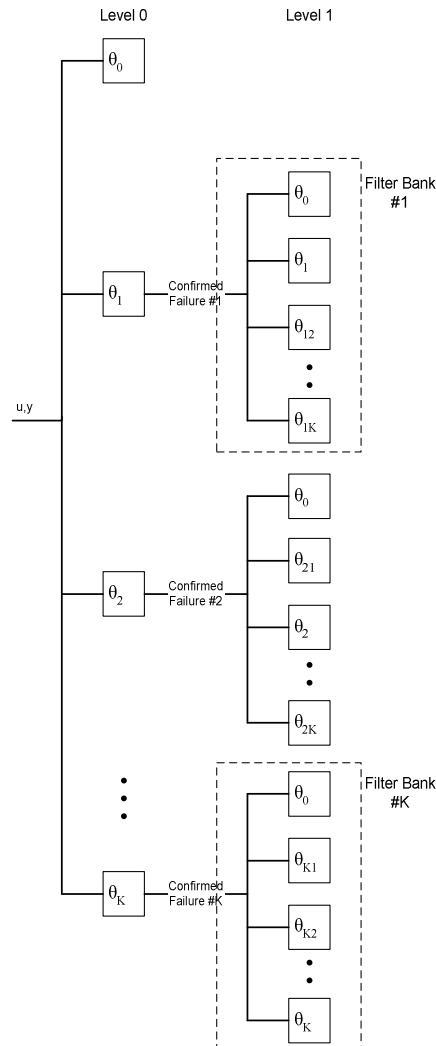 Level 0 Level 1
θ0
θ0
Filter Bank
#1
θ1
θ1
Confirmed
Failure #1
θ12
θ1K
u,y
θ0
θ21
θ2
Confirmed
Failure #2
θ2
θ2K
θ0
Filter Bank
#K
θK1
θK
Confirmed
Failure #K
θK2
θK